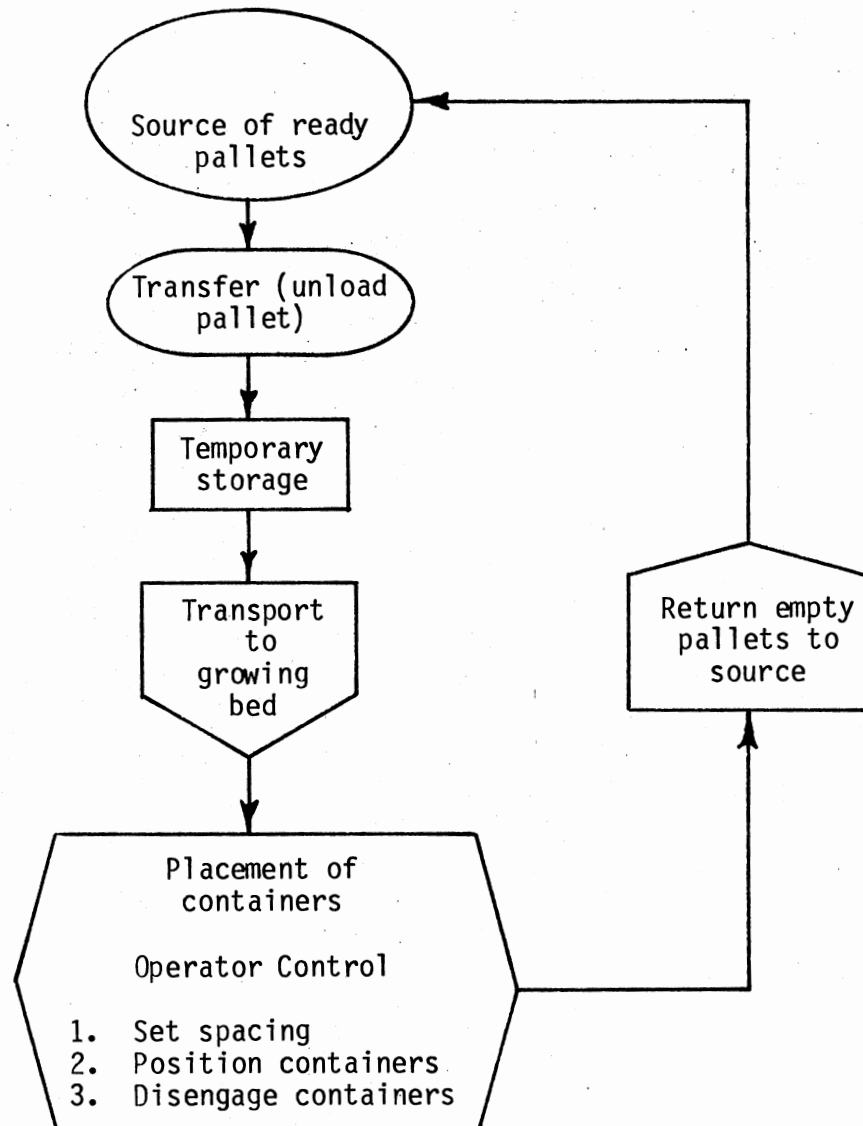 Source of ready
pallets
Transfer (unload
pallet)
Temporary
storage
Transport
to
growing
bed
Return empty
pallets to
source
Placement of
containers
Operator Control
1. Set spacing
2. Position containers
3. Disengage containers